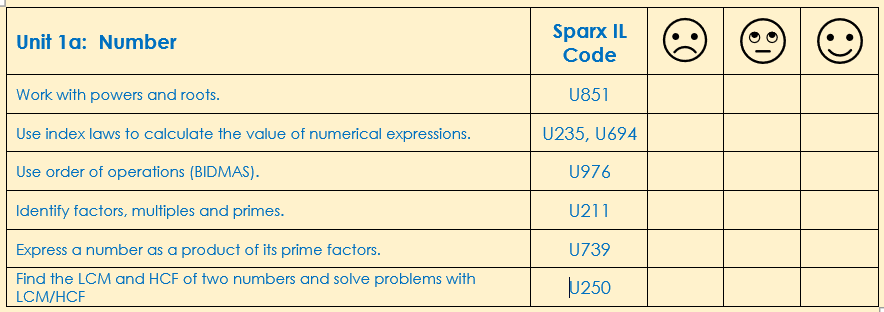 Unit 1a: Number
Sparx IL
Code
Work with powers and roots.
U851
Use index laws to calculate the value of numerical expressions.
U235, U694
Use order of operations (BIDMAS).
U976
Identify factors, multiples and primes.
U211
Express a number as a product of its prime factors.
U739
Find the LCM and HCF of two numbers and solve problems with
LCM/HCF
U250